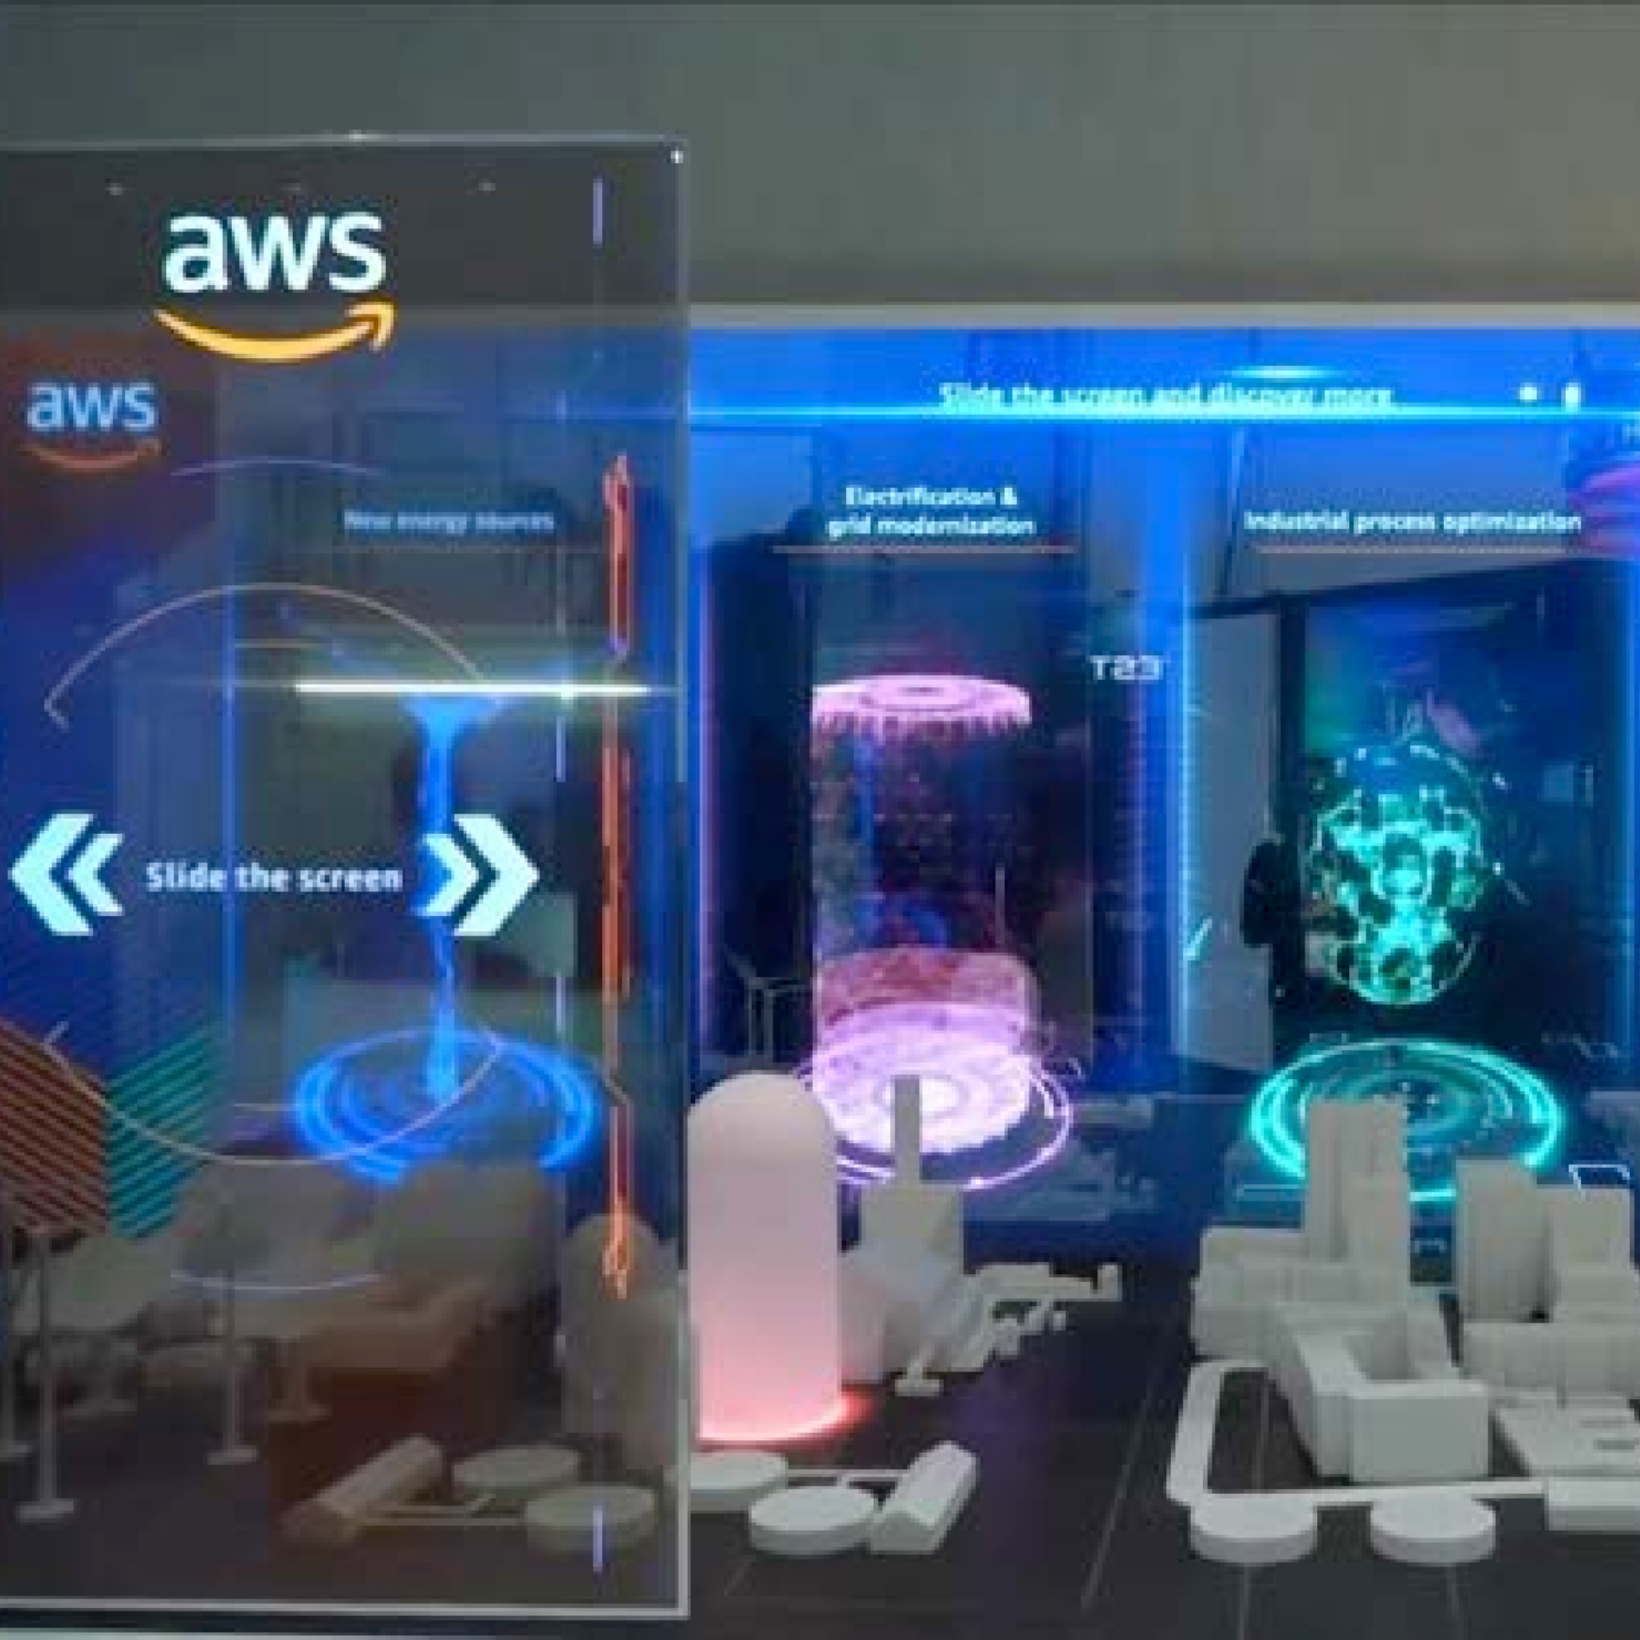 aws
aws
Slide the screen and discover more
New energy sources
Electrification &
grid modernization
Industrial process optimization
Slide the screen